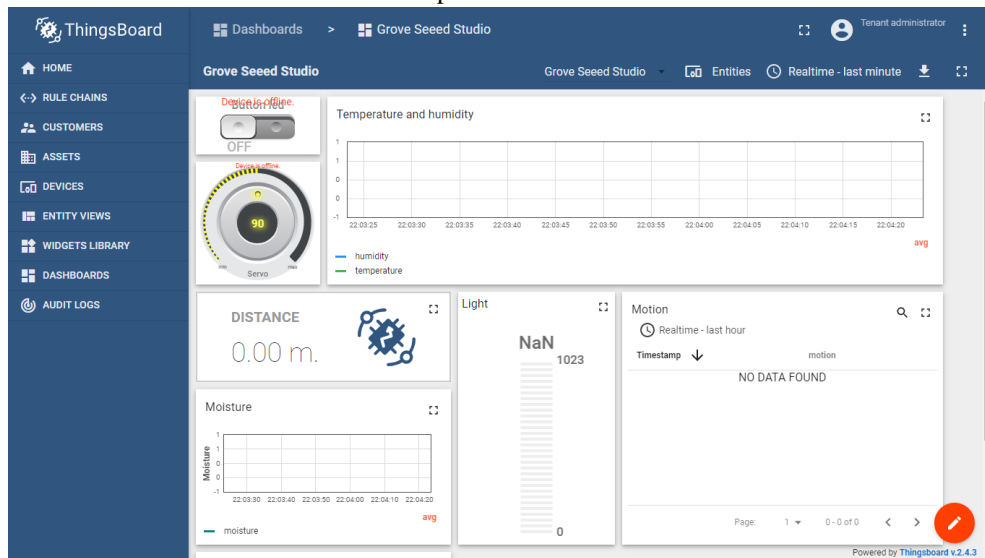 ThingsBoard
Dashboards > Grove Seeed Studio
Tenant administrator
HOME
RULE CHAINS
CUSTOMERS
ASSETS
DEVICES
ENTITY VIEWS
WIDGETS LIBRARY
DASHBOARDS
AUDIT LOGS
Grove Seeed Studio
Grove Seeed Studio Entities Realtime - last minute
Device is offline.
Button led
OFF
Device is offline.
90
min max
Servo
Temperature and humidity
1
1
0
0
-1
22:03:25 22:03:30 22:03:35 22:03:40 22:03:45 22:03:50 22:03:55 22:04:00 22:04:05 22:04:10 22:04:15 22:04:20
avg
humidity
temperature
DISTANCE
0.00 m.
Light
NaN
1023
0
Motion
Realtime - last hour
Timestamp motion
NO DATA FOUND
Page: 1 0 - 0 of 0
Moisture
Moisture
1
1
0
0
-1
22:03:30 22:03:40 22:03:50 22:04:00 22:04:10 22:04:20
avg
moisture
Powered by Thingsboard v.2.4.3